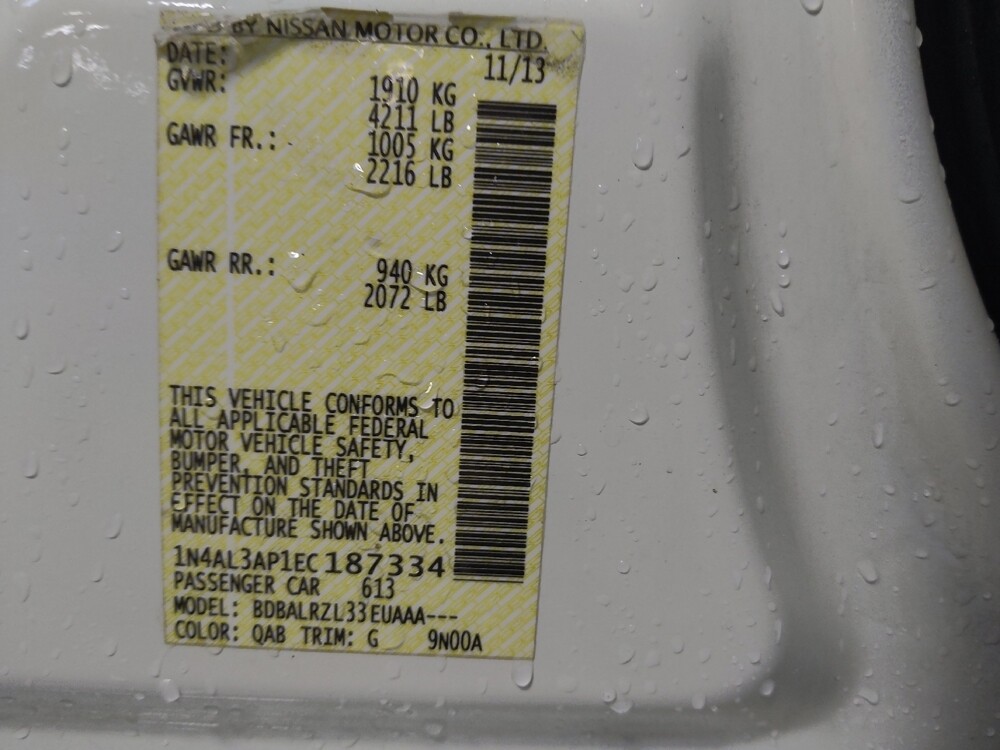 BY NISSAN MOTOR CO., LTD.
DATE: 11/13
GVWR: 1910 KG
4211 LB
GAWR FR.: 1005 KG
2216 LB
GAWR RR.: 940 KG
2072 LB
THIS VEHICLE CONFORMS TO
ALL APPLICABLE FEDERAL
MOTOR VEHICLE SAFETY,
BUMPER, AND THEFT
PREVENTION STANDARDS IN
EFFECT ON THE DATE OF
MANUFACTURE SHOWN ABOVE.
1N4AL3AP1EC187334
PASSENGER CAR 613
MODEL: BDBALRZL33EUAAA---
COLOR: QAB TRIM: G 9N00A